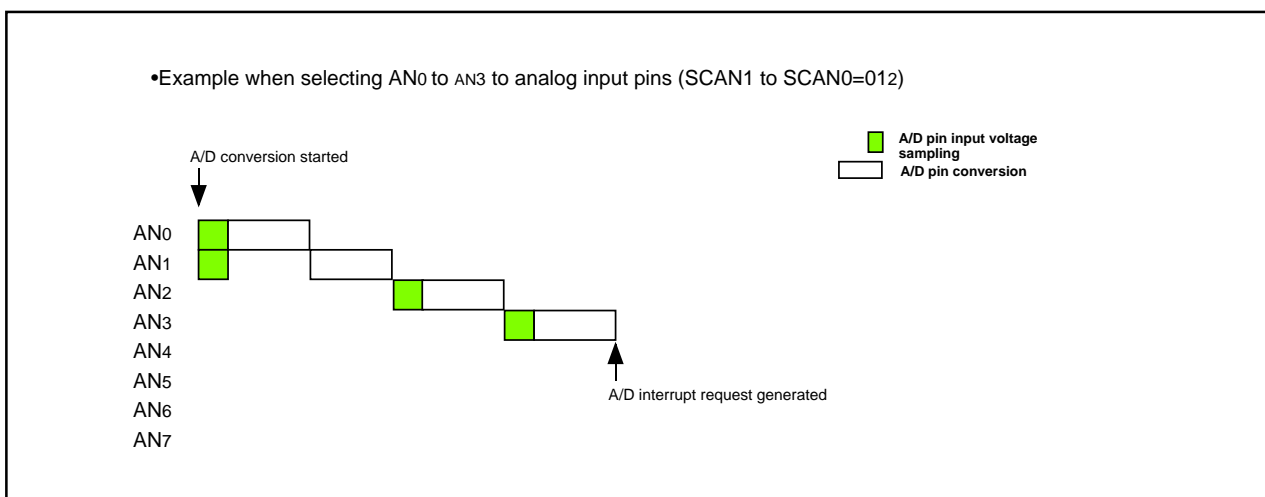 •Example when selecting AN0 to AN3 to analog input pins (SCAN1 to SCAN0=012)
A/D pin input voltage
sampling
A/D conversion started
A/D pin conversion
AN0
AN1
AN2
AN3
AN4
AN5
A/D interrupt request generated
AN6
AN7